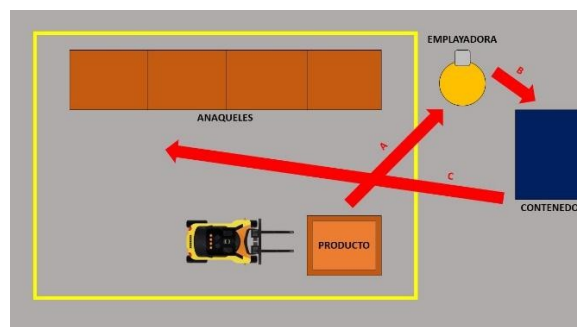 EMPLAYADORA
B
ANAQUELES
A
C
PRODUCTO
CONTENEDO